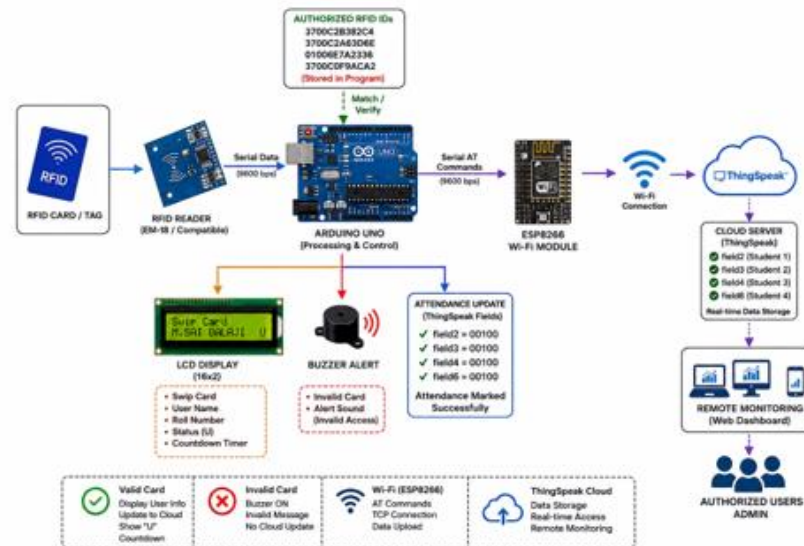 AUTHORIZED RFID IDs
3700C2B382C4
3700C2A63D6E
01006E7A2336
3700C0F9ACA2
(Stored in Program)
Match /
Verify
RFID
RFID CARD / TAG
Serial Data
(9600 bps)
RFID READER
(EM-18 / Compatible)
ARDUINO UNO
(Processing & Control)
UNO
Serial AT
Commands
(9600 bps)
ESP8266
Wi-Fi MODULE
Wi-Fi
Connection
ThingSpeak
CLOUD SERVER
(ThingSpeak)
field2 (Student 1)
field3 (Student 2)
field4 (Student 3)
field6 (Student 4)
Real-time Data Storage
Swip Card
M.SAI BALAJI U
LCD DISPLAY
(16x2)
• Swip Card
• User Name
• Roll Number
• Status (U)
• Countdown Timer
BUZZER ALERT
• Invalid Card
• Alert Sound
(Invalid Access)
ATTENDANCE UPDATE
(ThingSpeak Fields)
field2 = 00100
field3 = 00100
field4 = 00100
field6 = 00100
Attendance Marked
Successfully
REMOTE MONITORING
(Web Dashboard)
AUTHORIZED USERS
ADMIN
Valid Card
Display User Info
Update to Cloud
Show "U"
Countdown
Invalid Card
Buzzer ON
Invalid Message
No Cloud Update
Wi-Fi (ESP8266)
AT Commands
TCP Connection
Data Upload
ThingSpeak Cloud
Data Storage
Real-time Access
Remote Monitoring